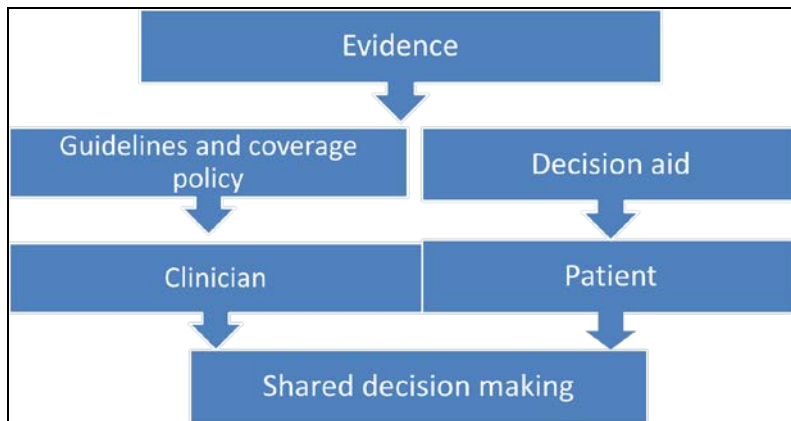 Evidence
Guidelines and coverage
policy
Decision aid
Clinician
Patient
Shared decision making